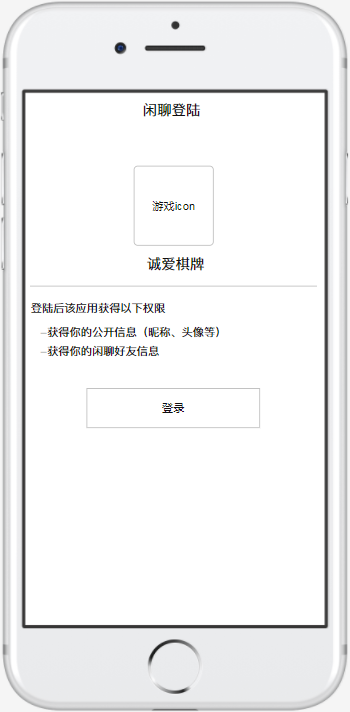 闲聊登陆
游戏icon
诚爱棋牌
登陆后该应用获得以下权限
—获得你的公开信息（昵称、头像等）
—获得你的闲聊好友信息
登录